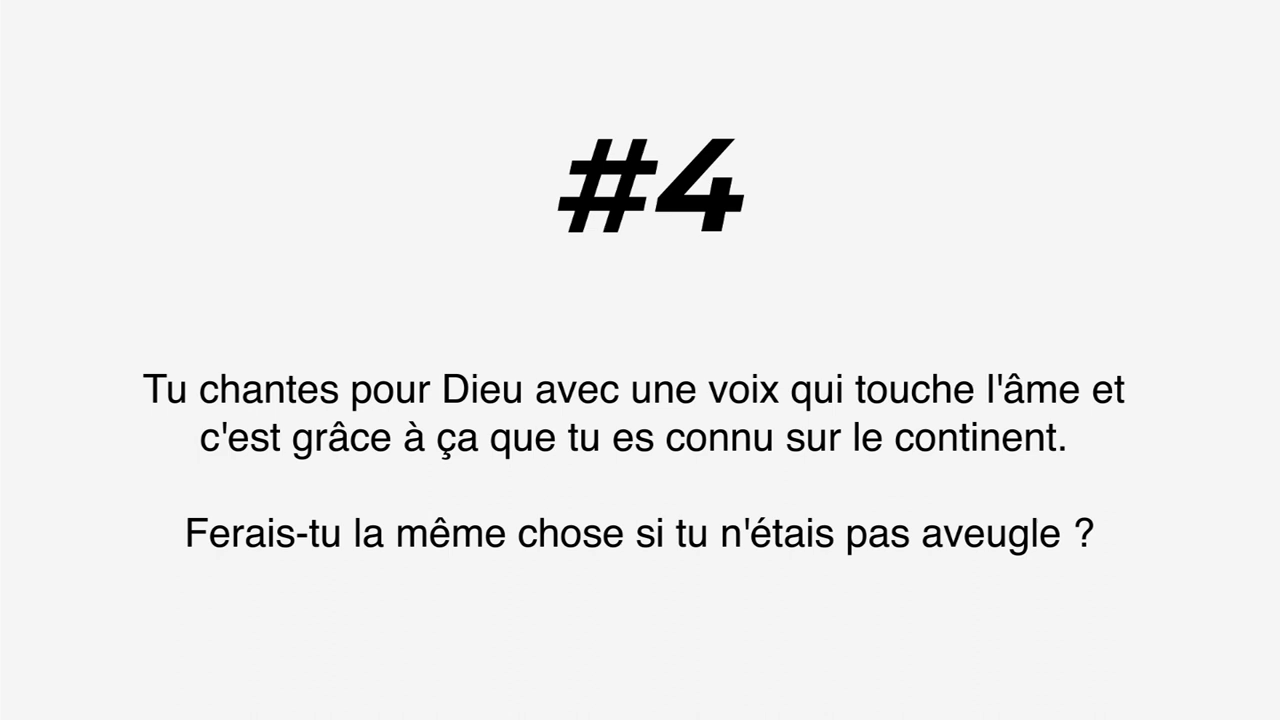 #4
Tu chantes pour Dieu avec une voix qui touche l'âme et
c'est grâce à ça que tu es connu sur le continent.
Ferais-tu la même chose si tu n'étais pas aveugle ?